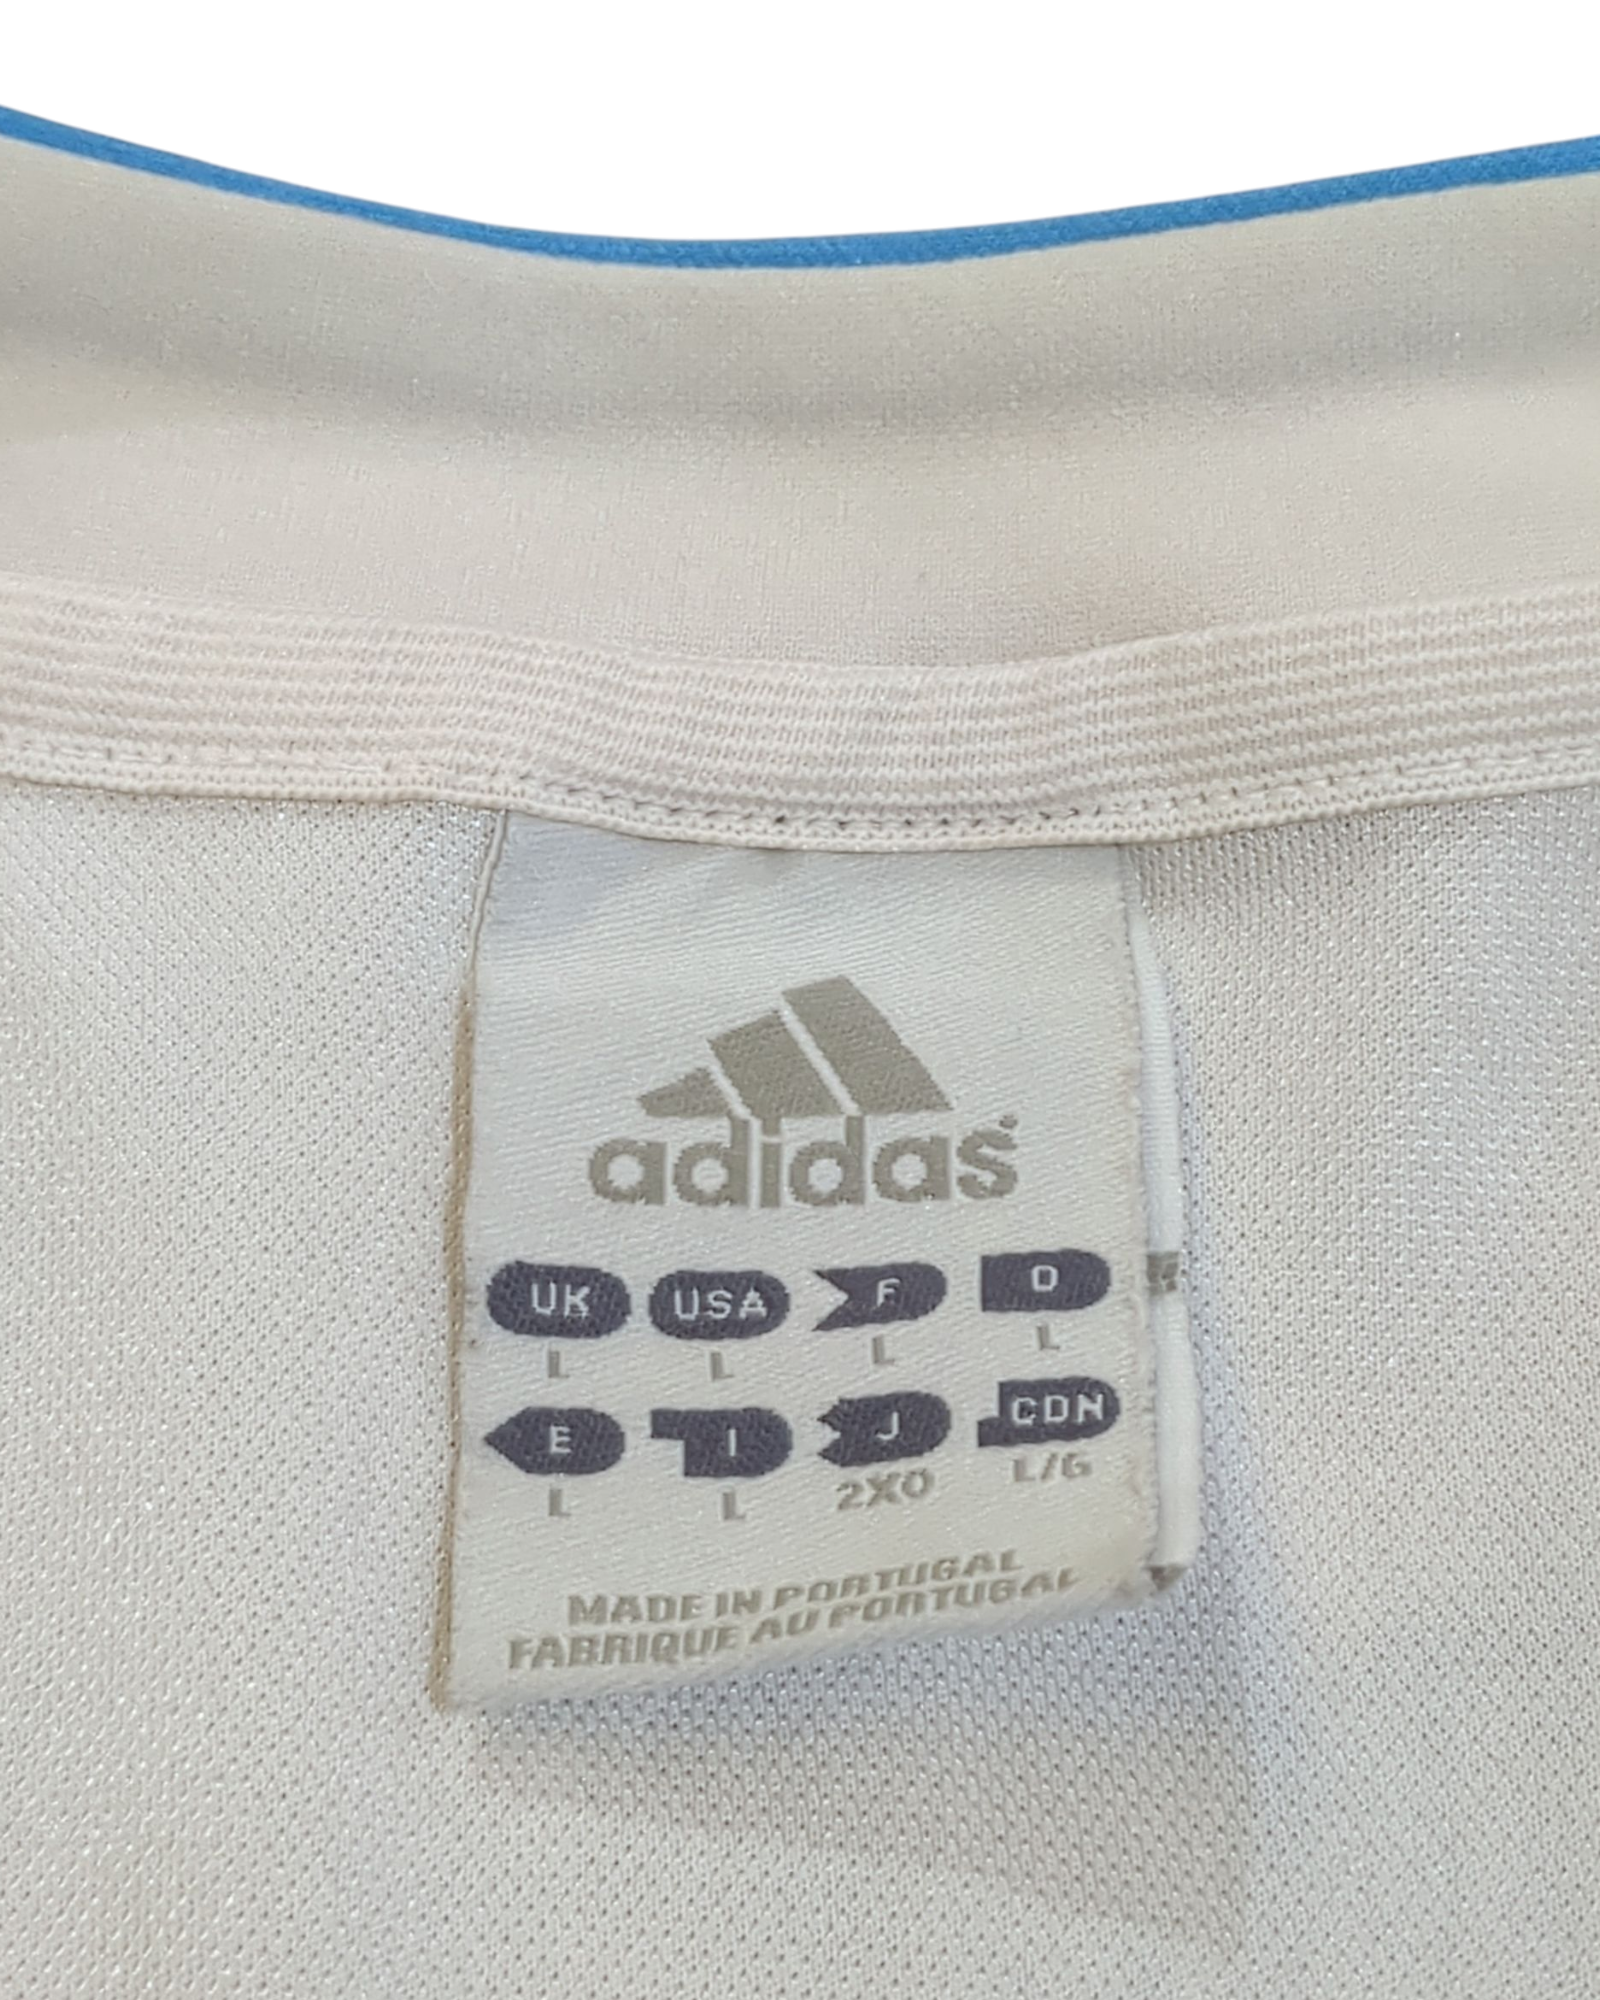 adidas
UK USA F D
L L L L
E I J CDN
L L 2XO L/G
MADE IN PORTUGAL
FABRIQUE AU PORTUGAL